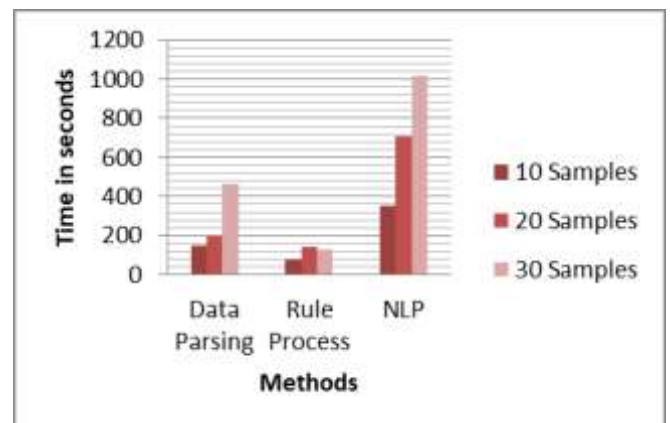 1200
1000
800
600
400
200
0
Time in seconds
Data Parsing
Rule Process
NLP
Methods
10 Samples
20 Samples
30 Samples